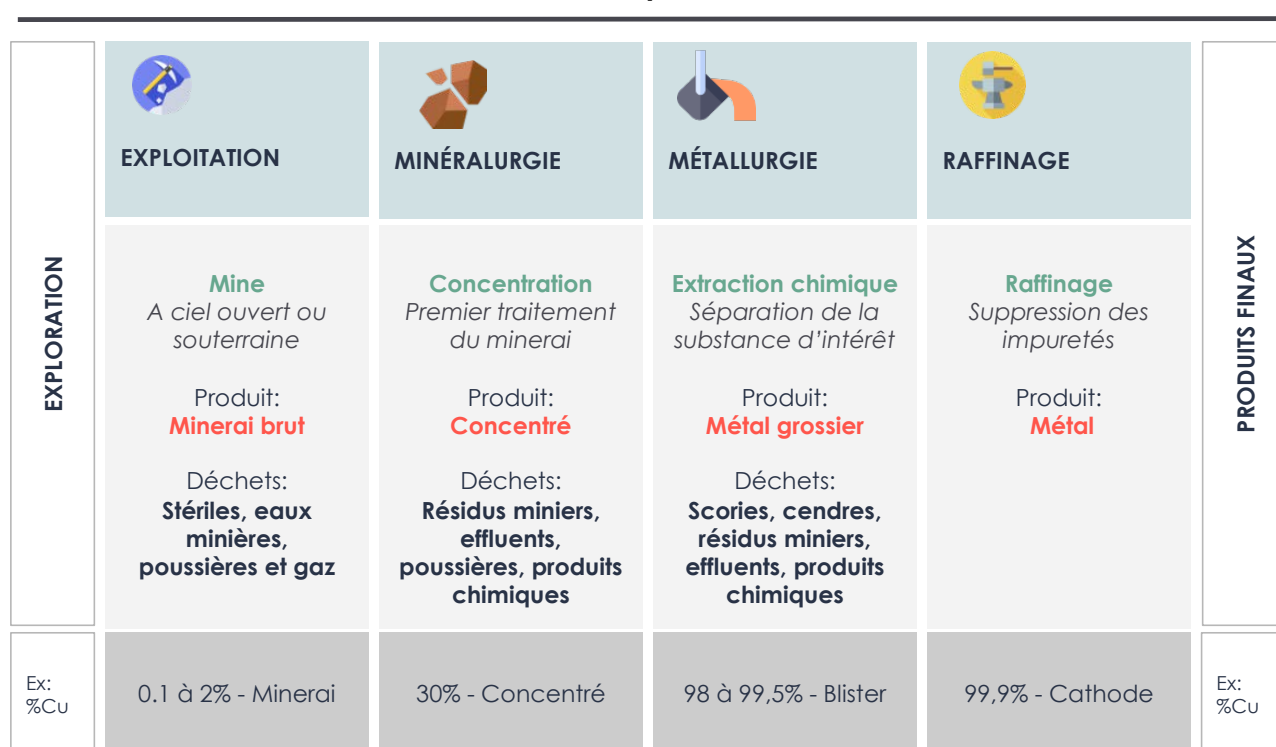 EXPLORATION
EXPLOITATION
Mine
A ciel ouvert ou
souterraine
Produit:
Minerai brut
Déchets:
Stériles, eaux
minières,
poussières et gaz
0.1 à 2% - Minerai
MINÉRALURGIE
Concentration
Premier traitement
du minerai
Produit:
Concentré
Déchets:
Résidus miniers,
effluents,
poussières, produits
chimiques
30% - Concentré
MÉTALLURGIE
Extraction chimique
Séparation de la
substance d'intérêt
Produit:
Métal grossier
Déchets:
Scories, cendres,
résidus miniers,
effluents, produits
chimiques
98 à 99,5% - Blister
RAFFINAGE
Raffinage
Suppression des
impuretés
Produit:
Métal
99,9% - Cathode
PRODUITS FINAUX
Ex:
%Cu
Ex:
%Cu